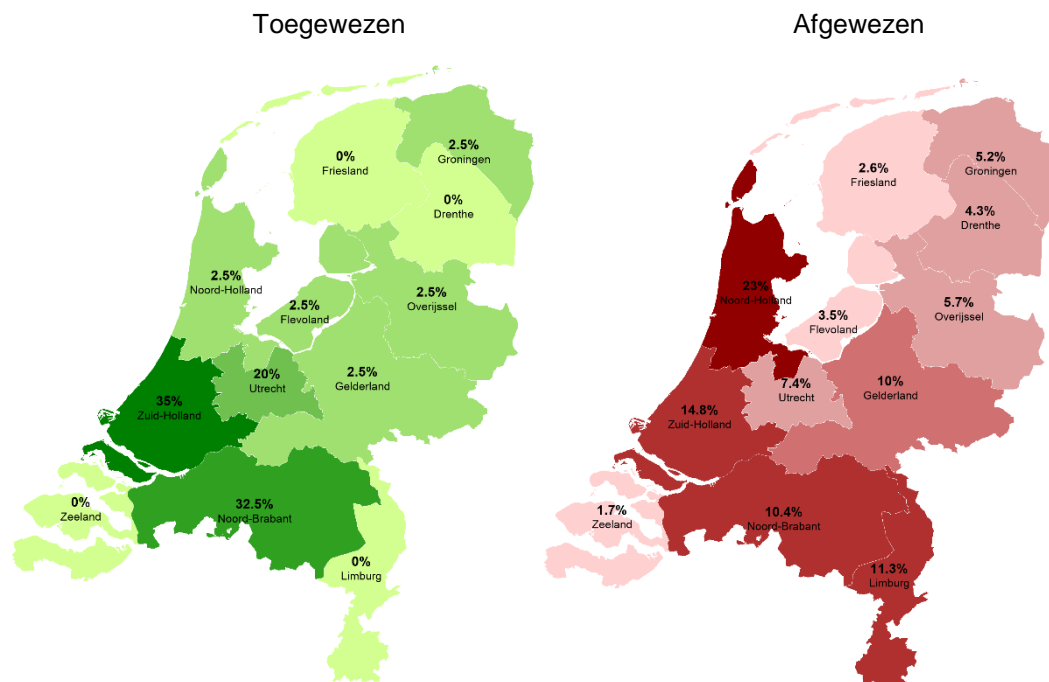 Toegewezen
0%
Friesland
2.5%
Groningen
0%
Drenthe
2.5%
Noord-Holland
2.5%
Flevoland
2.5%
Overijssel
20%
Utrecht
2.5%
Gelderland
35%
Zuid-Holland
0%
Zeeland
32.5%
Noord-Brabant
0%
Limburg
Afgewezen
2.6%
Friesland
5.2%
Groningen
4.3%
Drenthe
23%
Noord-Holland
3.5%
Flevoland
5.7%
Overijssel
7.4%
Utrecht
10%
Gelderland
14.8%
Zuid-Holland
1.7%
Zeeland
10.4%
Noord-Brabant
11.3%
Limburg